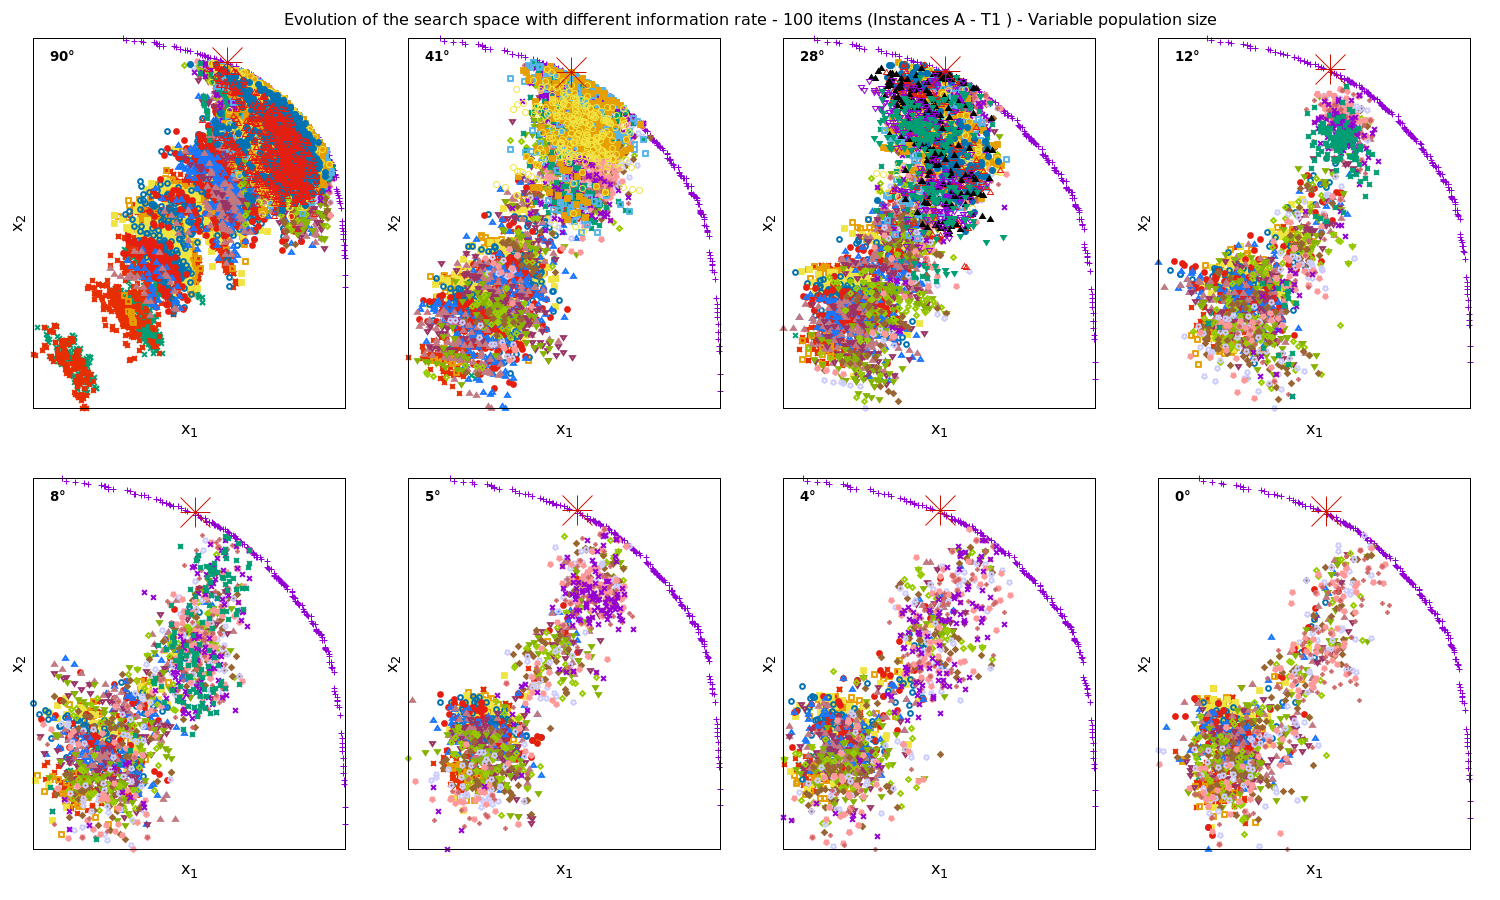 Evolution of the search space with different information rate - 100 items (Instances A - T1 ) - Variable population size
90°
41°
28°
12°
x2
x2
x2
x2
x1
x1
x1
x1
8°
5°
4°
0°
x2
x2
x2
x2
x1
x1
x1
x1